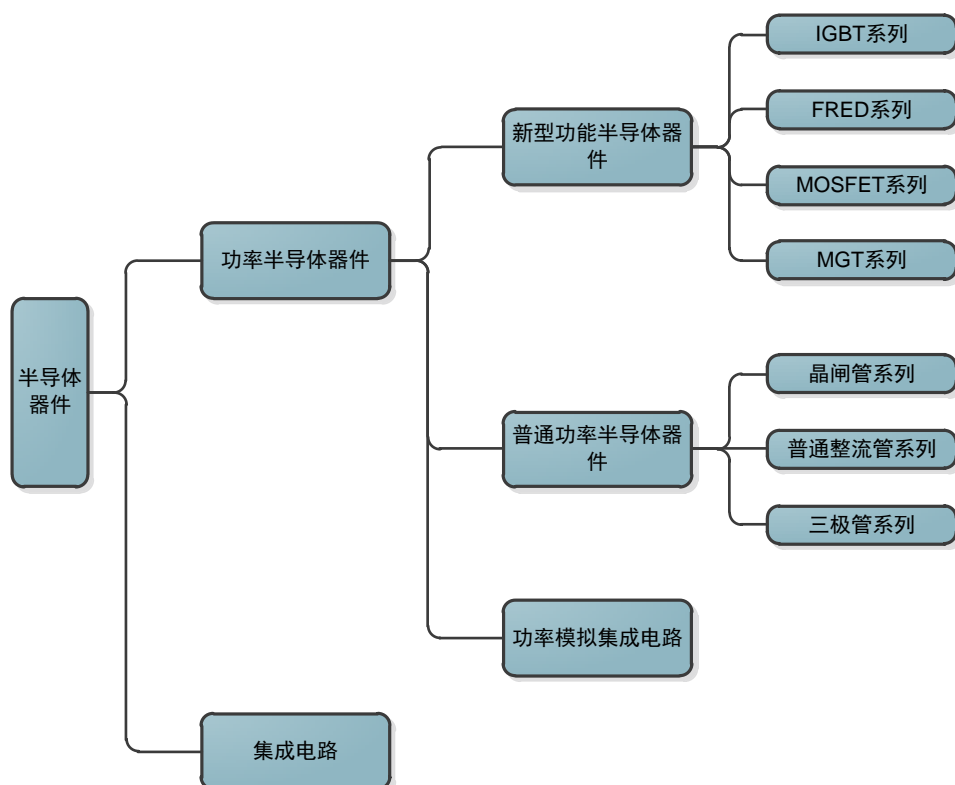 半导体
器件
功率半导体器件
集成电路
新型功能半导体器
件
普通功率半导体器
件
功率模拟集成电路
IGBT系列
FRED系列
MOSFET系列
MGT系列
晶闸管系列
普通整流管系列
三极管系列